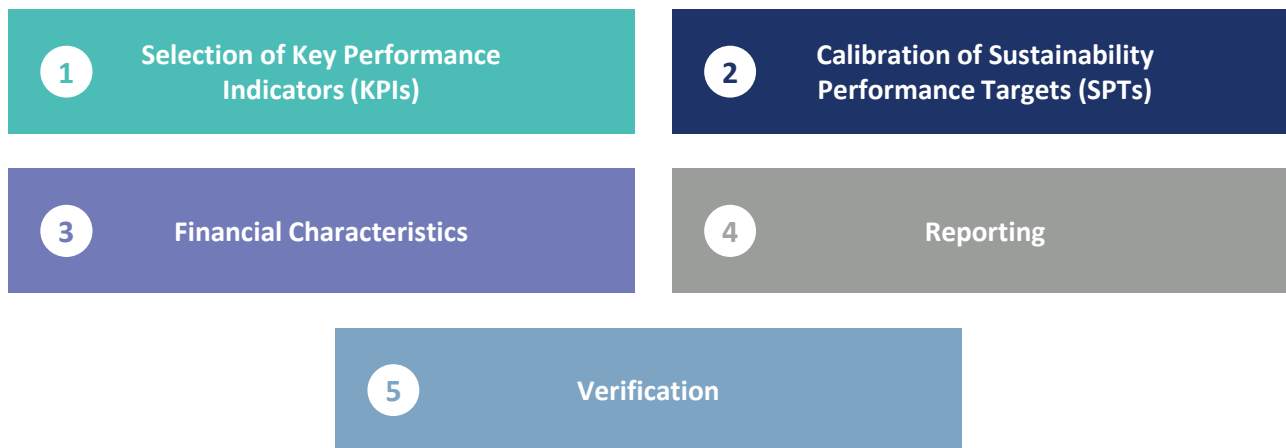 1
Selection of Key Performance
Indicators (KPIs)
2
Calibration of Sustainability
Performance Targets (SPTs)
3
Financial Characteristics
4
Reporting
5
Verification